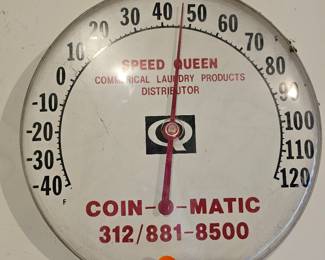 -40 -30 -20 -10 0 10 20 30 40 50 60 70 80 90 100 110 120
F
SPEED QUEEN
COMMERICAL LAUNDRY PRODUCTS
DISTRIBUTOR
Q
COIN-O-MATIC
312/881-8500